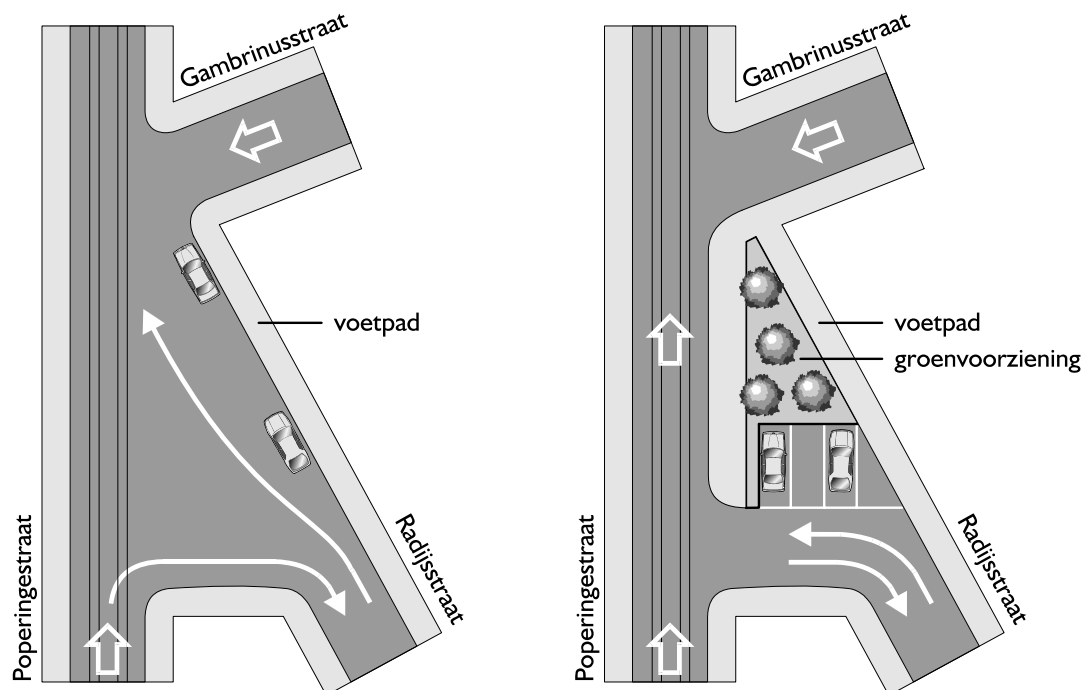 Gambrinusstraat
voetpad
Poperingestraat
Radijsstraat
Gambrinusstraat
voetpad
groenvoorziening
Poperingestraat
Radijsstraat